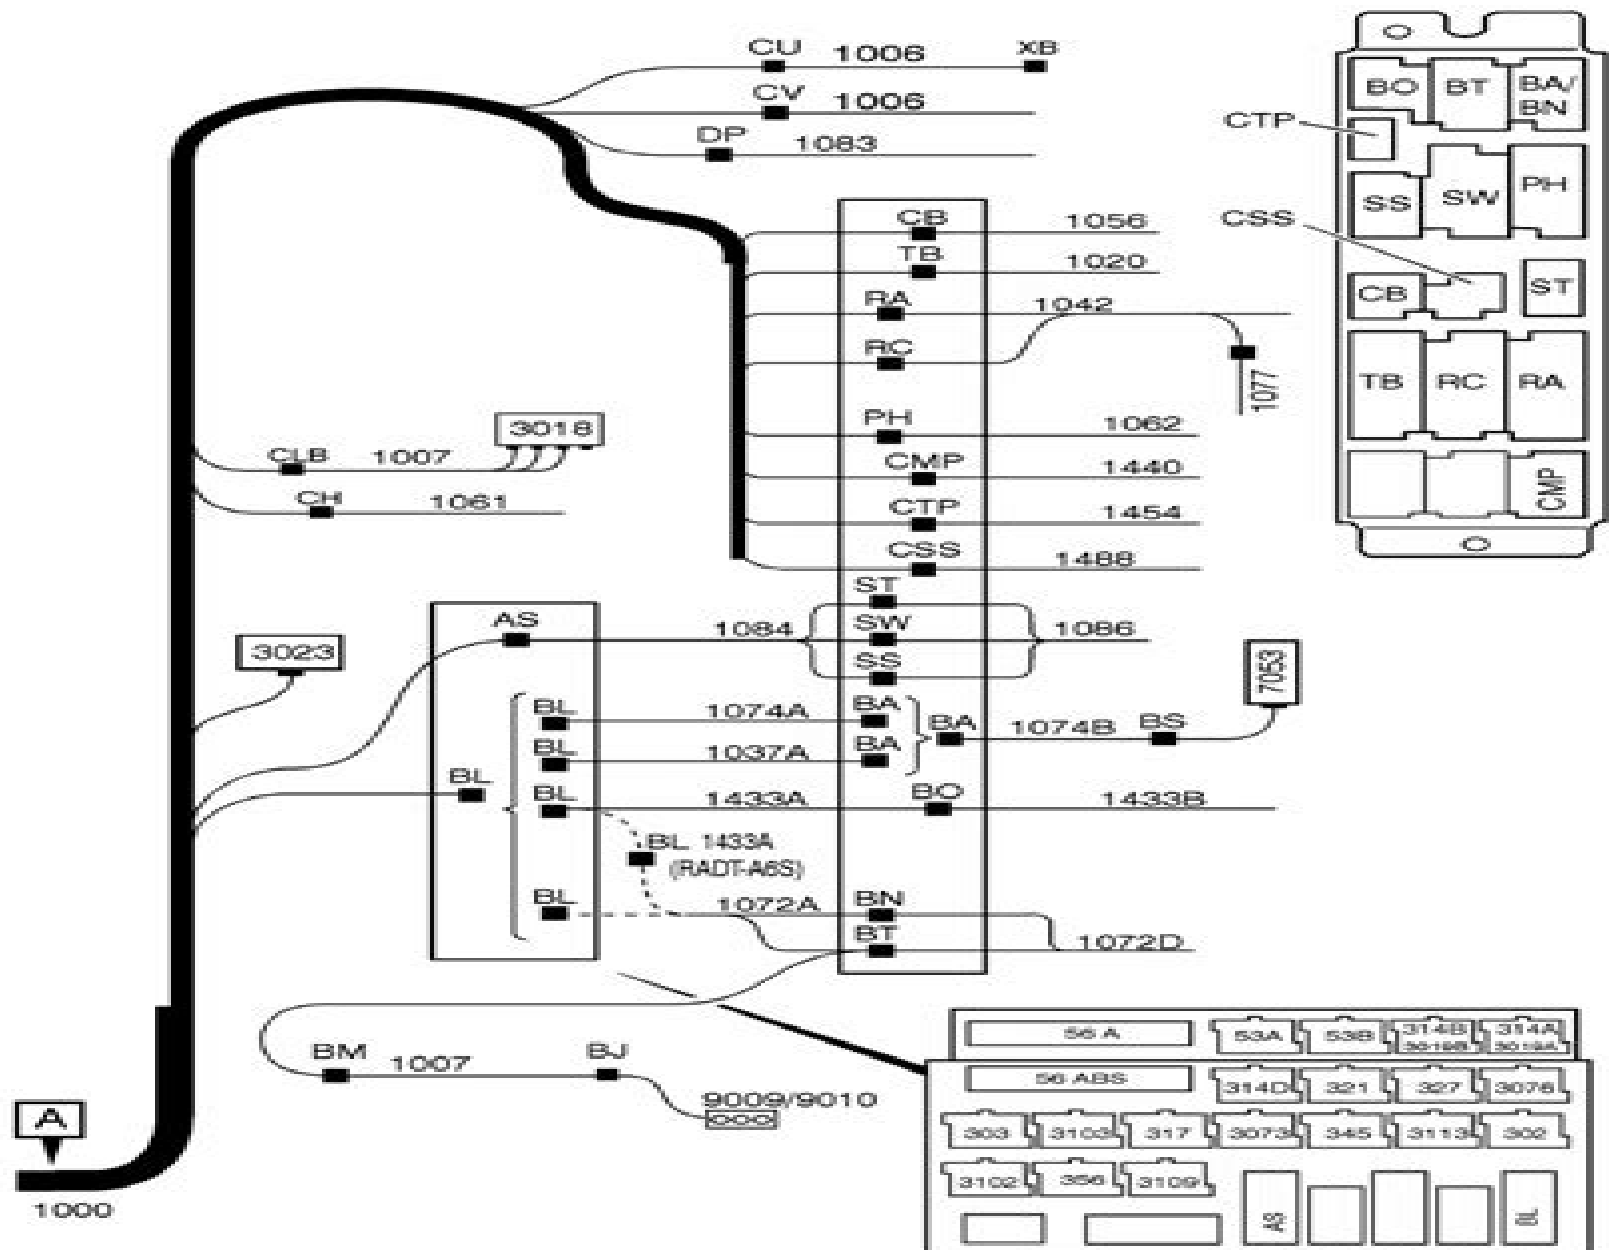 CU 1006 XB
CV 1006
DP 1083
BO BT BA/
BN
CTP
SS SW PH
CSS
CB ST
TB RC RA
CMP
CB 1056
TB 1020
RA 1042
RC
1077
PH 1062
CMP 1440
CTP 1454
CSS 1488
CLB 1007 3018
CH 1061
ST
AS 1084 SW 1086
SS
3023
7053
BL 1074A BA
BA 1074B BS
BL 1037A BA
BL
BL 1433A BO 1433B
BL 1433A
(RADT-A6S)
BL 1072A BN
BT 1072D
BM 1007 BJ
9009/9010
A
1000
56 A 53A 53B 314B 314A
3019B 3019A
56 ABS 314D 321 327 3076
303 3103 317 3073 345 3113 302
3102 356 3109
AS BL